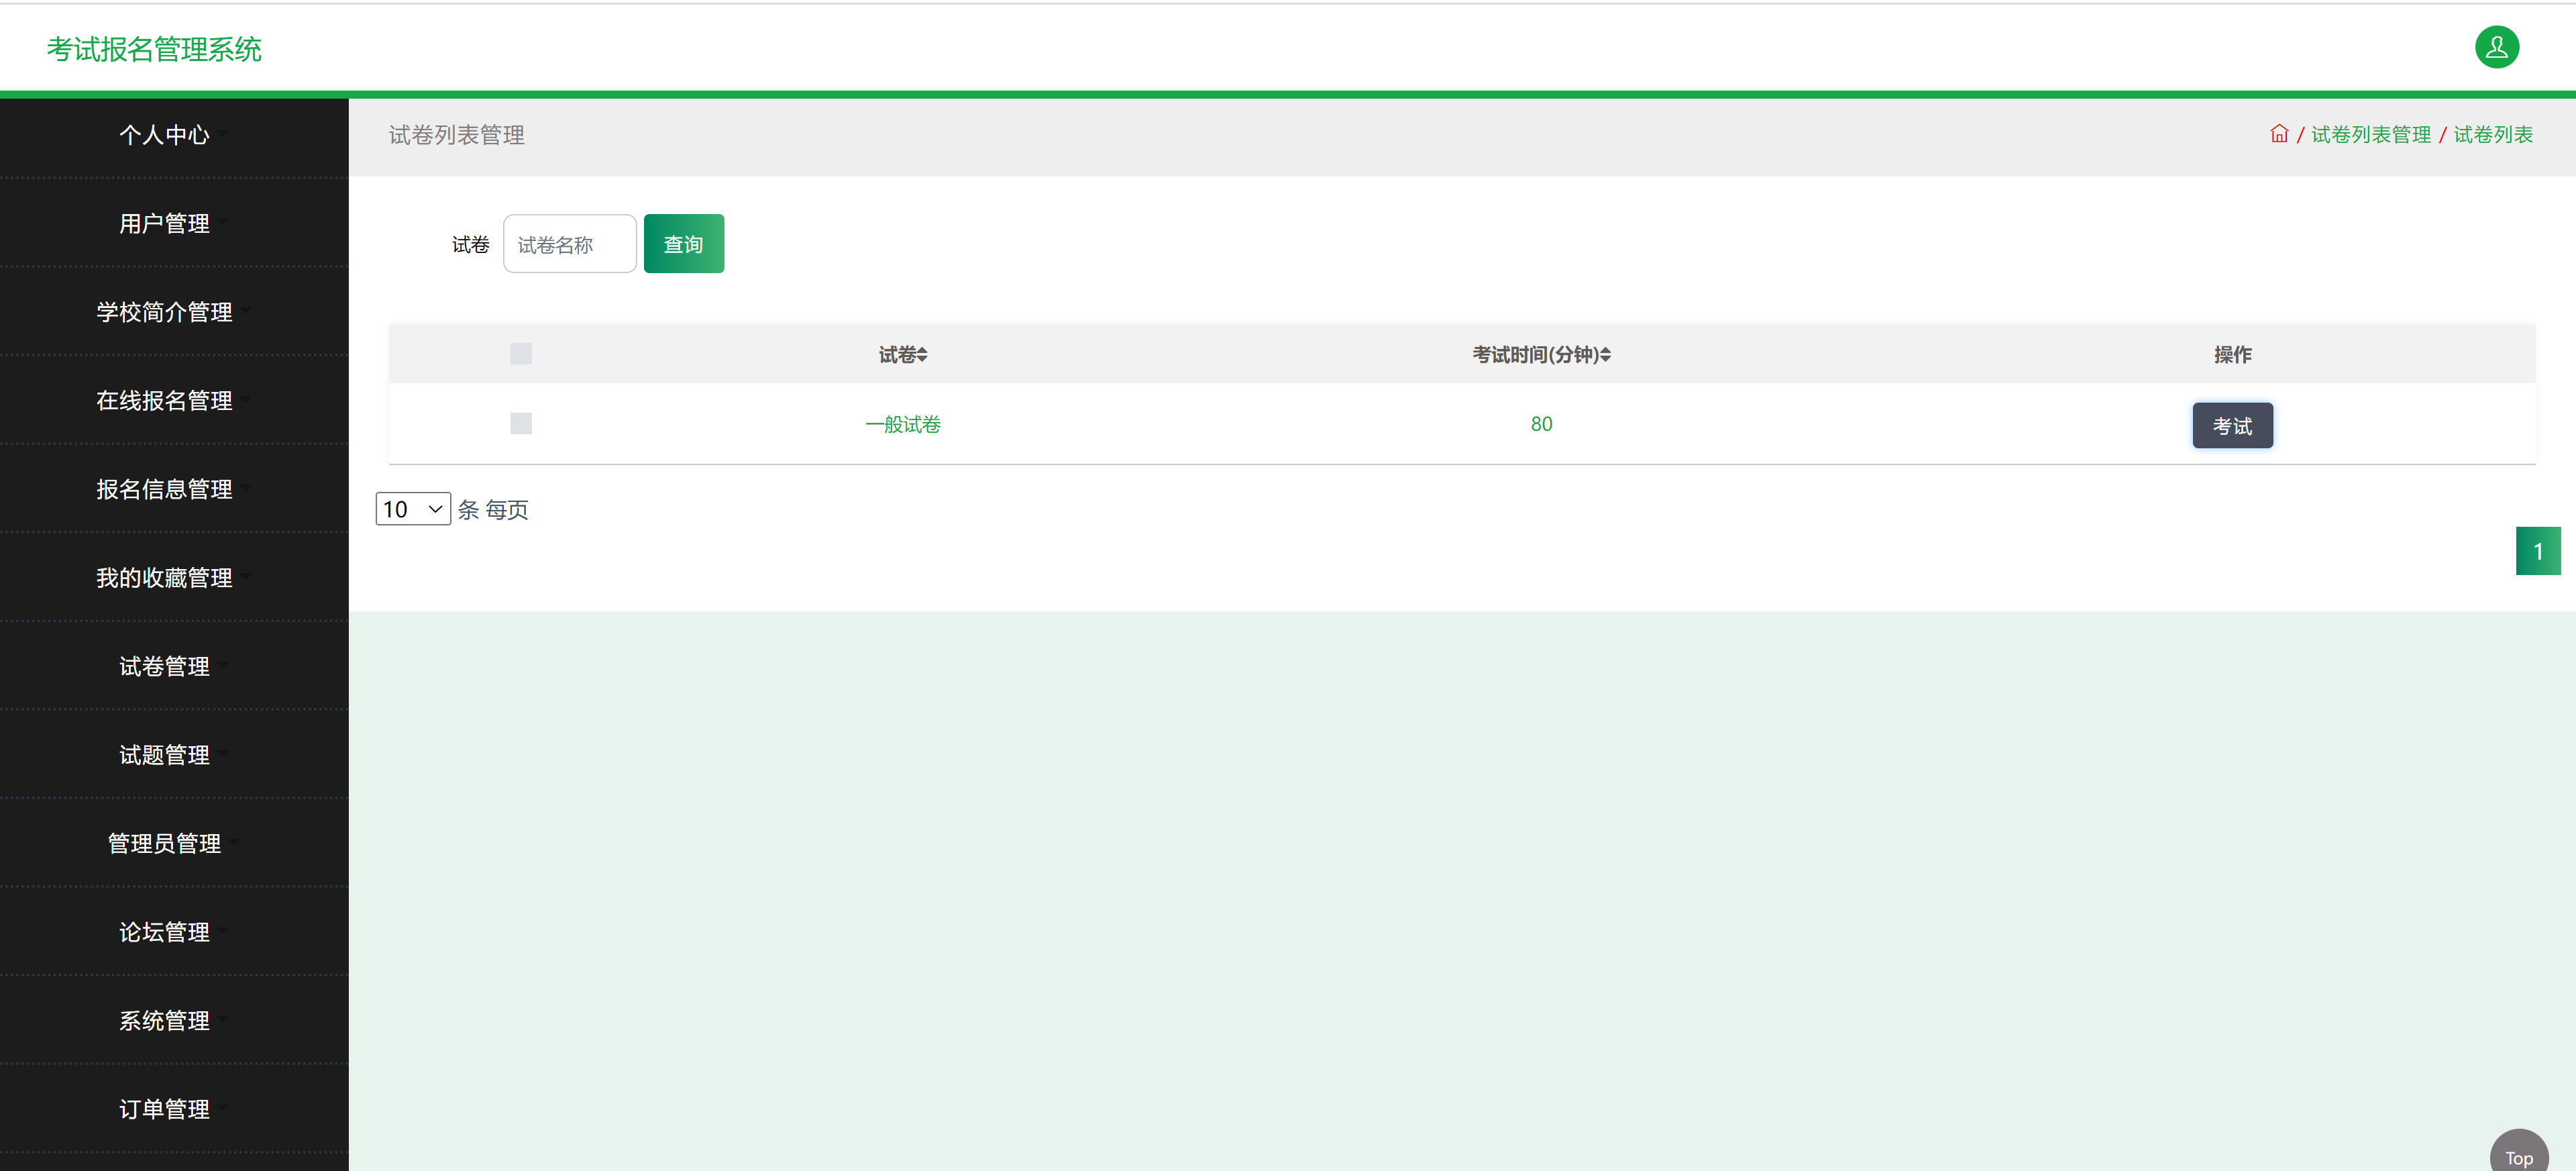 考试报名管理系统
个人中心
用户管理
学校简介管理
在线报名管理
报名信息管理
我的收藏管理
试卷管理
试题管理
管理员管理
论坛管理
系统管理
订单管理
试卷列表管理
/ 试卷列表管理 / 试卷列表
试卷 试卷名称 查询
试卷 考试时间(分钟) 操作
一般试卷 80 考试
10 条 每页
1
Top